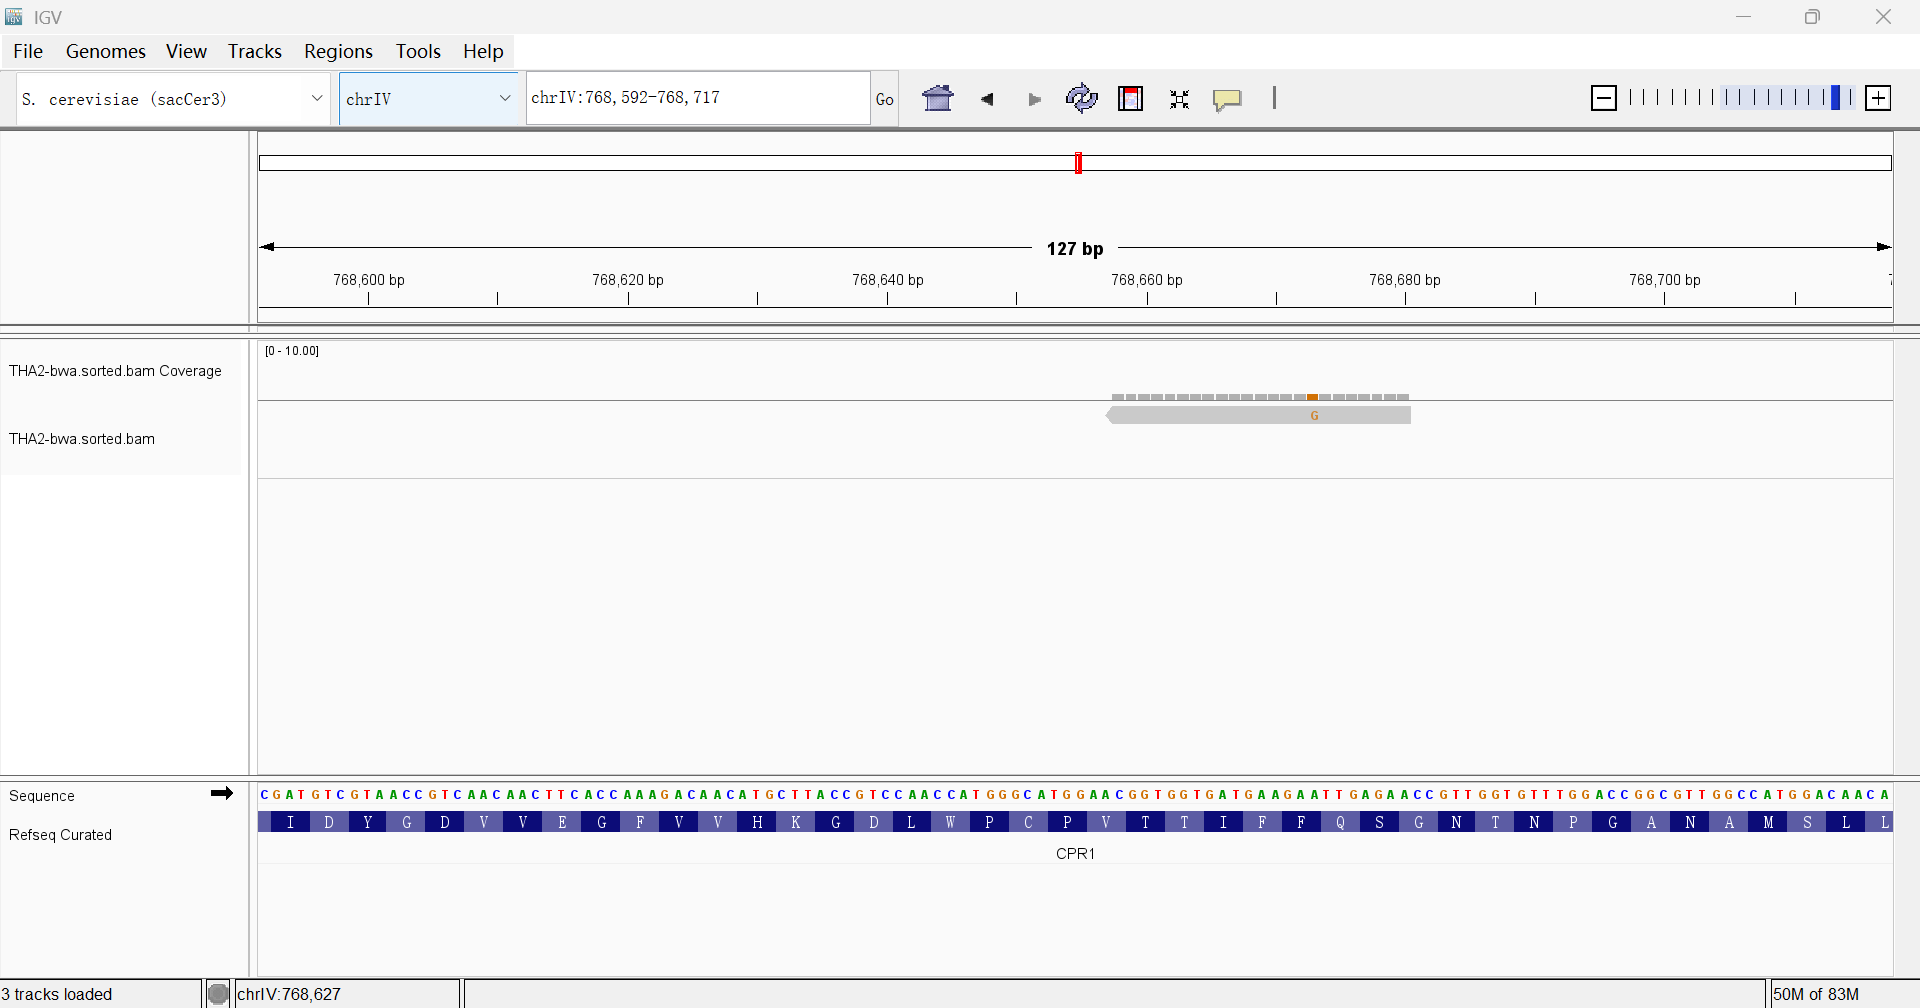 IGV
File Genomes View Tracks Regions Tools Help
S. cerevisiae (sacCer3) chrIV chrIV:768,592-768,717 Go
127 bp
768,600 bp 768,620 bp 768,640 bp 768,660 bp 768,680 bp 768,700 bp
[0 - 10.00]
THA2-bwa.sorted.bam Coverage
G
THA2-bwa.sorted.bam
Sequence CGATGTCGTAACCGTCAACAACTTCACCAAAGACAACATGCTTACCGTCCAACCATGGGCATGGAACGGTGGTGATGAAGAATTGAGAACCGTTGGTGTTTGGACCGGCGTTGGCCATGGACAACA
I D Y G D V V E G F V V H K G D L W P C P V T T I F F Q S G N T N P G A N A M S L L
Refseq Curated
CPR1
3 tracks loaded chrIV:768,627 50M of 83M